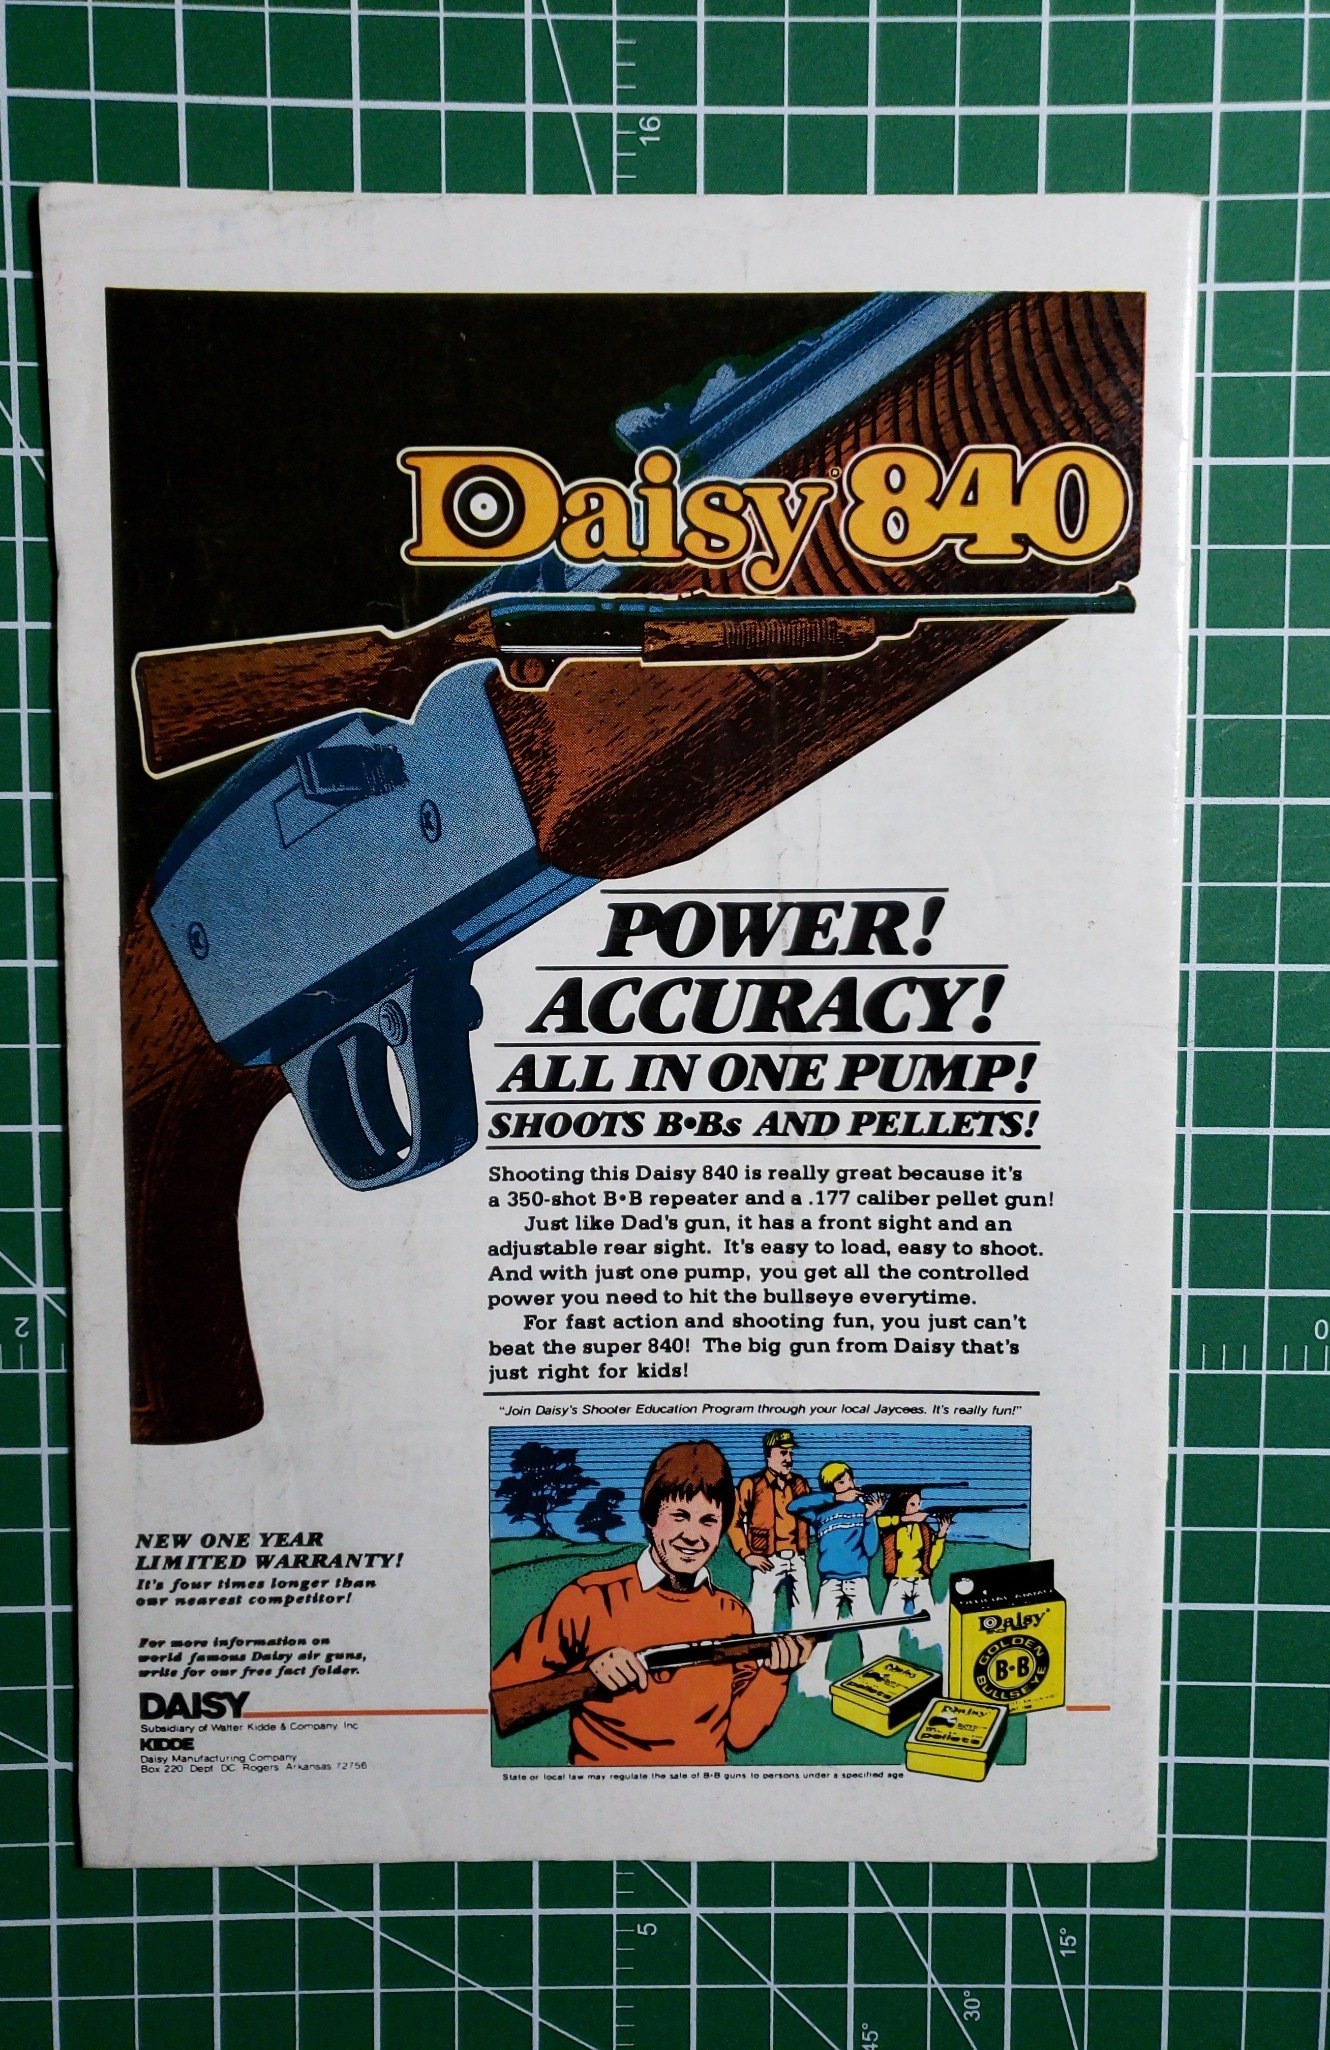 16
Daisy® 840
POWER!
ACCURACY!
ALL IN ONE PUMP!
SHOOTS B•Bs AND PELLETS!
Shooting this Daisy 840 is really great because it's
a 350-shot B•B repeater and a .177 caliber pellet gun!
Just like Dad's gun, it has a front sight and an
adjustable rear sight. It's easy to load, easy to shoot.
And with just one pump, you get all the controlled
power you need to hit the bullseye everytime.
For fast action and shooting fun, you just can't
beat the super 840! The big gun from Daisy that's
just right for kids!
"Join Daisy's Shooter Education Program through your local Jaycees. It's really fun!"
NEW ONE YEAR
LIMITED WARRANTY!
It's four times longer than
our nearest competitor!
For more information on
world famous Daisy air guns,
write for our free fact folder.
DAISY
Subsidiary of Walter Kidde & Company Inc
KIDDE
Daisy Manufacturing Company
Box 220 Dept DC Rogers Arkansas 72756
Daisy
GOLDEN
B•B
BULLSEYE
pellets
Daisy
pellets
State or local law may regulate the sale of B•B guns to persons under a specified age
2
0
5
15°
30°
45°